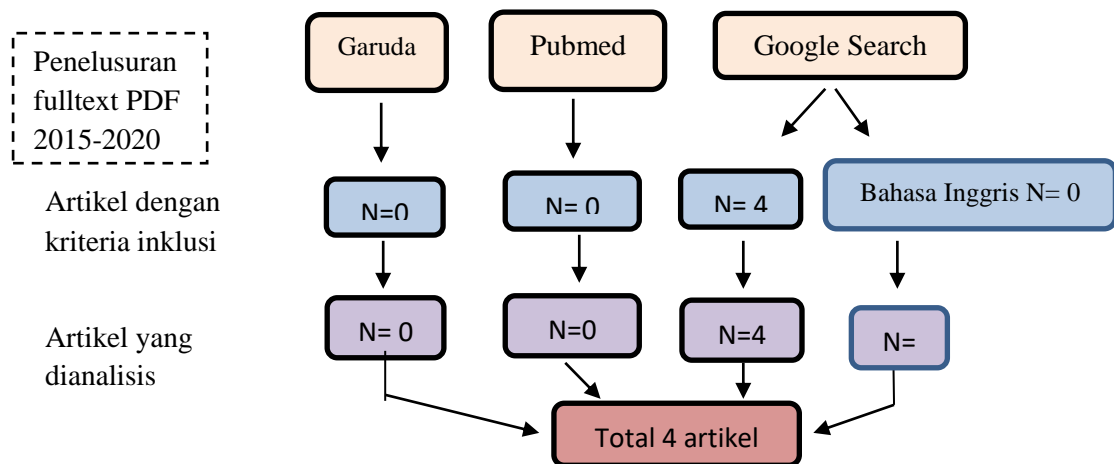 Garuda
Pubmed
Google Search
Penelusuran
fulltext PDF
2015-2020
Artikel dengan
kriteria inklusi
N=0
N= 0
N= 4
Bahasa Inggris N= 0
Artikel yang
dianalisis
N= 0
N=0
N=4
N=
Total 4 artikel